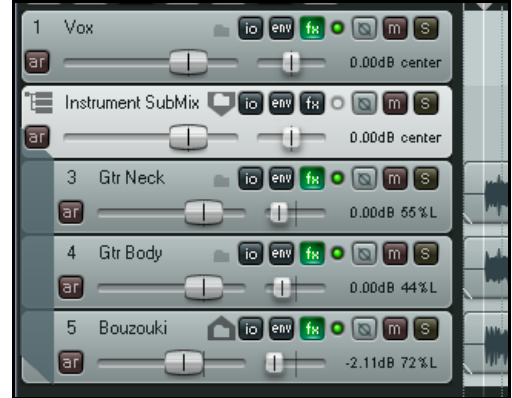 1 Vox io env fx m S
ar 0.00dB center
Instrument SubMix io env fx m S
ar 0.00dB center
3 Gtr Neck io env fx m S
ar 0.00dB 55%L
4 Gtr Body io env fx m S
ar 0.00dB 44%L
5 Bouzouki io env fx m S
ar -2.11dB 72%L